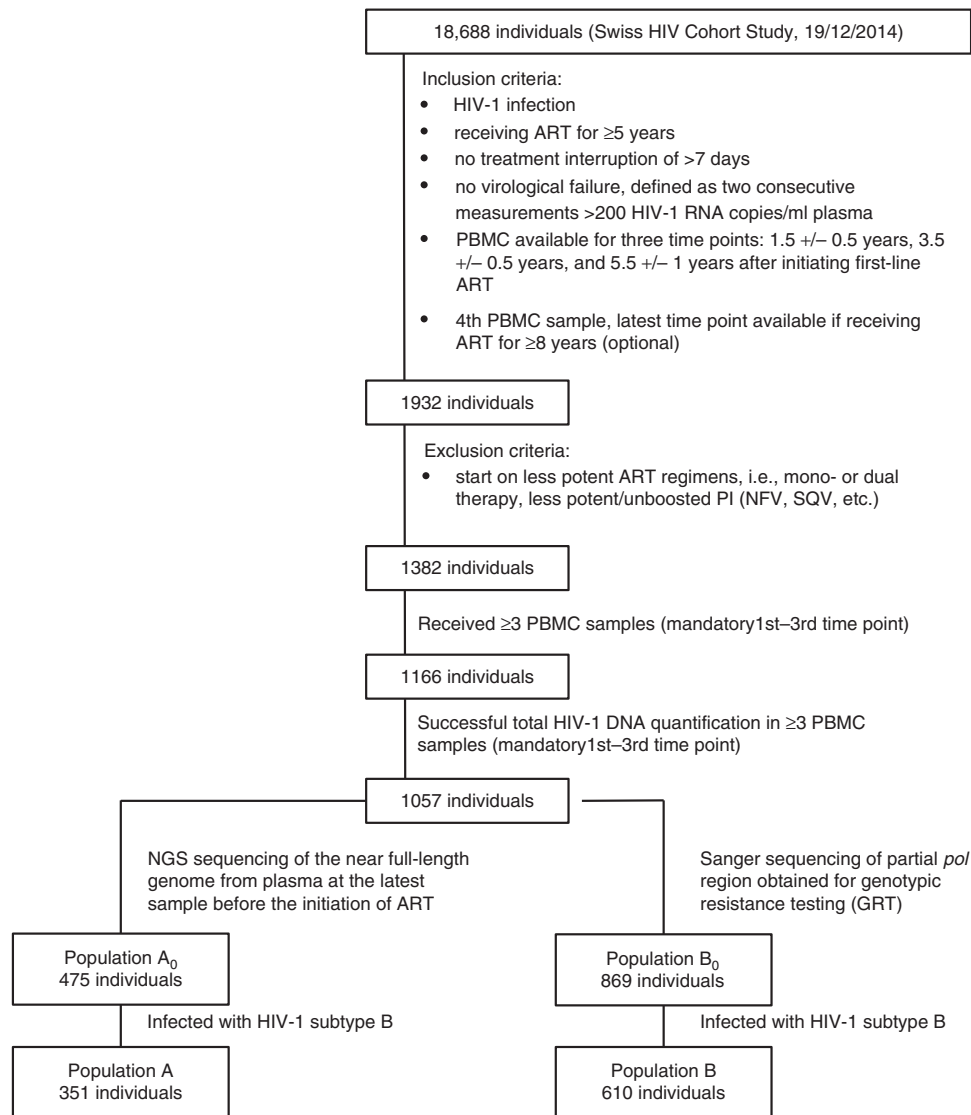 18,688 individuals (Swiss HIV Cohort Study, 19/12/2014)
Inclusion criteria:
• HIV-1 infection
• receiving ART for ≥5 years
• no treatment interruption of >7 days
• no virological failure, defined as two consecutive
measurements >200 HIV-1 RNA copies/ml plasma
• PBMC available for three time points: 1.5 +/– 0.5 years, 3.5
+/– 0.5 years, and 5.5 +/– 1 years after initiating first-line
ART
• 4th PBMC sample, latest time point available if receiving
ART for ≥8 years (optional)
1932 individuals
Exclusion criteria:
• start on less potent ART regimens, i.e., mono- or dual
therapy, less potent/unboosted PI (NFV, SQV, etc.)
1382 individuals
Received ≥3 PBMC samples (mandatory1st–3rd time point)
1166 individuals
Successful total HIV-1 DNA quantification in ≥3 PBMC
samples (mandatory1st–3rd time point)
1057 individuals
NGS sequencing of the near full-length
genome from plasma at the latest
sample before the initiation of ART
Sanger sequencing of partial pol
region obtained for genotypic
resistance testing (GRT)
Population A₀
475 individuals
Population B₀
869 individuals
Infected with HIV-1 subtype B
Infected with HIV-1 subtype B
Population A
351 individuals
Population B
610 individuals